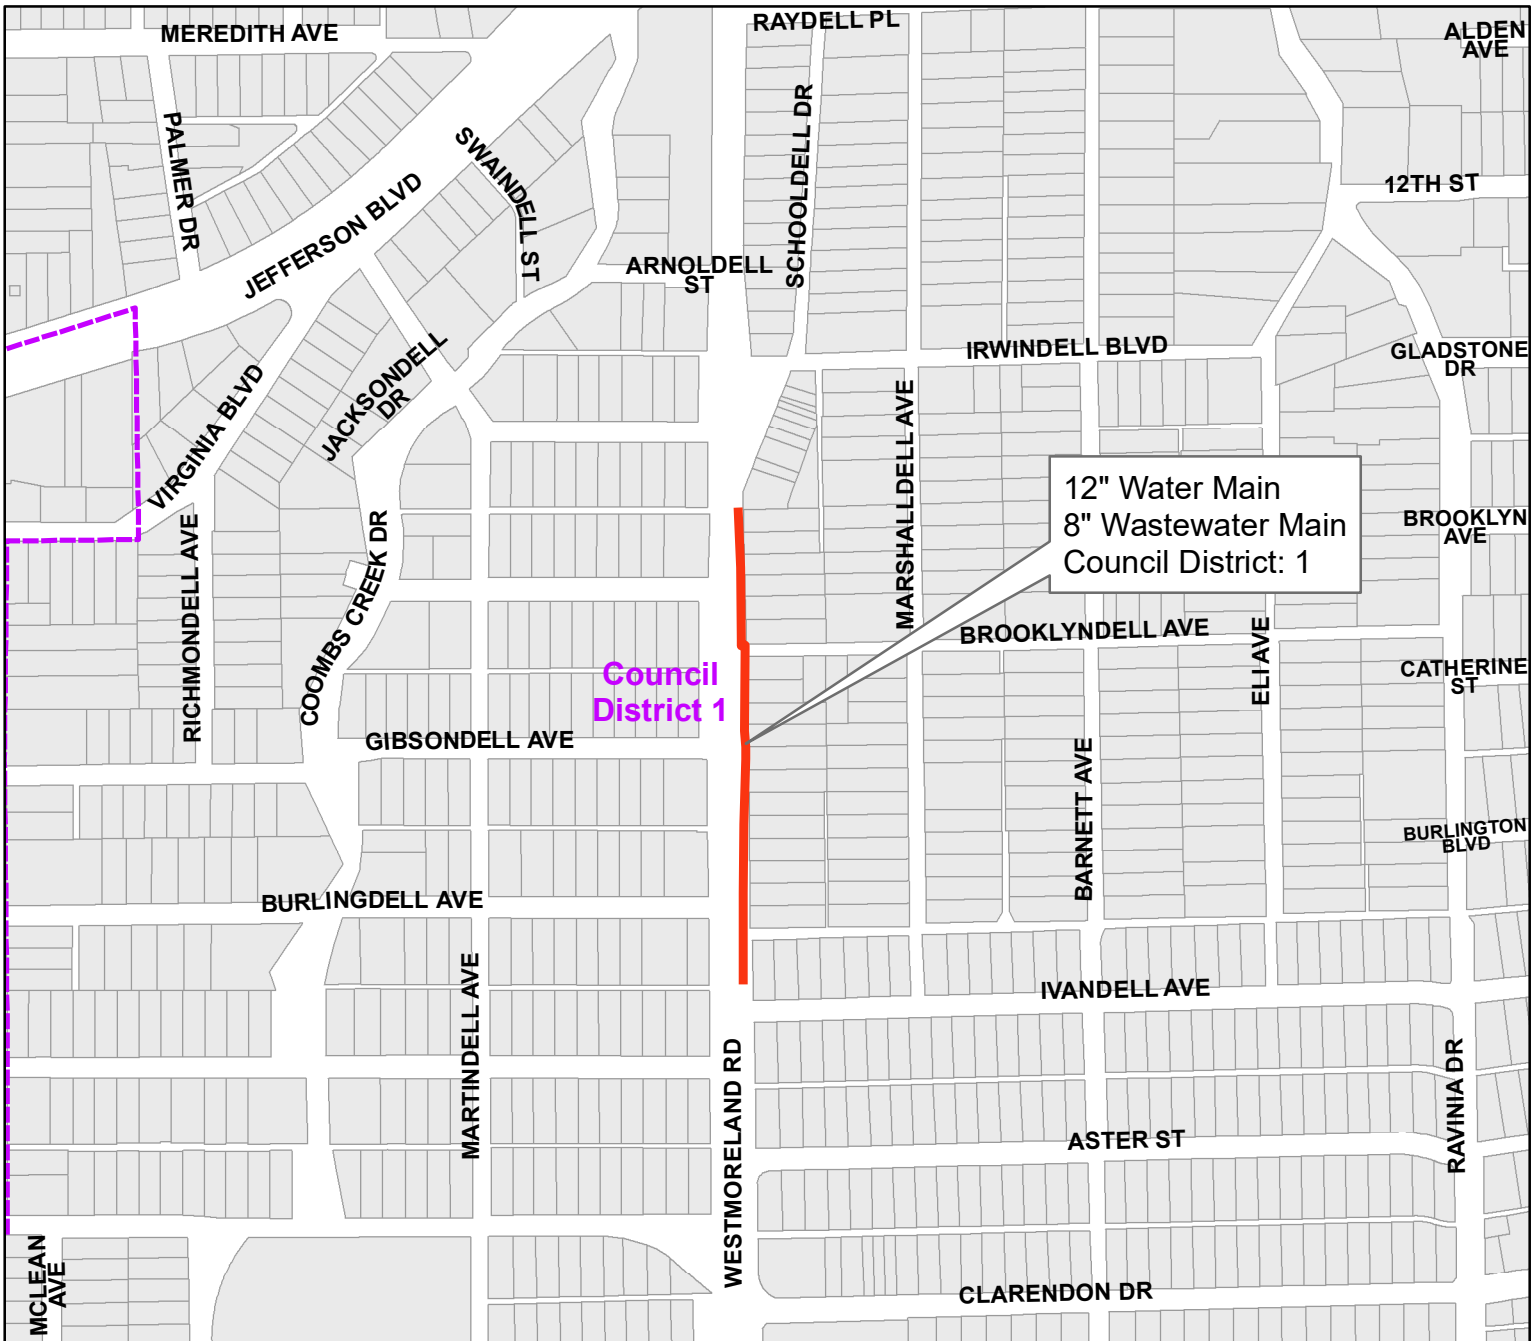 RAYDELL PL
MEREDITH AVE
ALDEN
AVE
PALMER DR
SWAINDELL ST
SCHOOLDELL DR
12TH ST
JEFFERSON BLVD
ARNOLDELL
ST
IRWINDELL BLVD
GLADSTONE
DR
JACKSONDELL
DR
VIRGINIA BLVD
MARSHALLDELL AVE
12" Water Main
8" Wastewater Main
Council District: 1
BROOKLYN
AVE
RICHMONDELL AVE
COOMBS CREEK DR
BROOKLYNDELL AVE
ELI AVE
CATHERINE
ST
Council
District 1
GIBSONDELL AVE
BARNETT AVE
BURLINGTON
BLVD
BURLINGDELL AVE
MARTINDELL AVE
IVANDELL AVE
WESTMORELAND RD
RAVINIA DR
ASTER ST
MCLEAN
AVE
CLARENDON DR